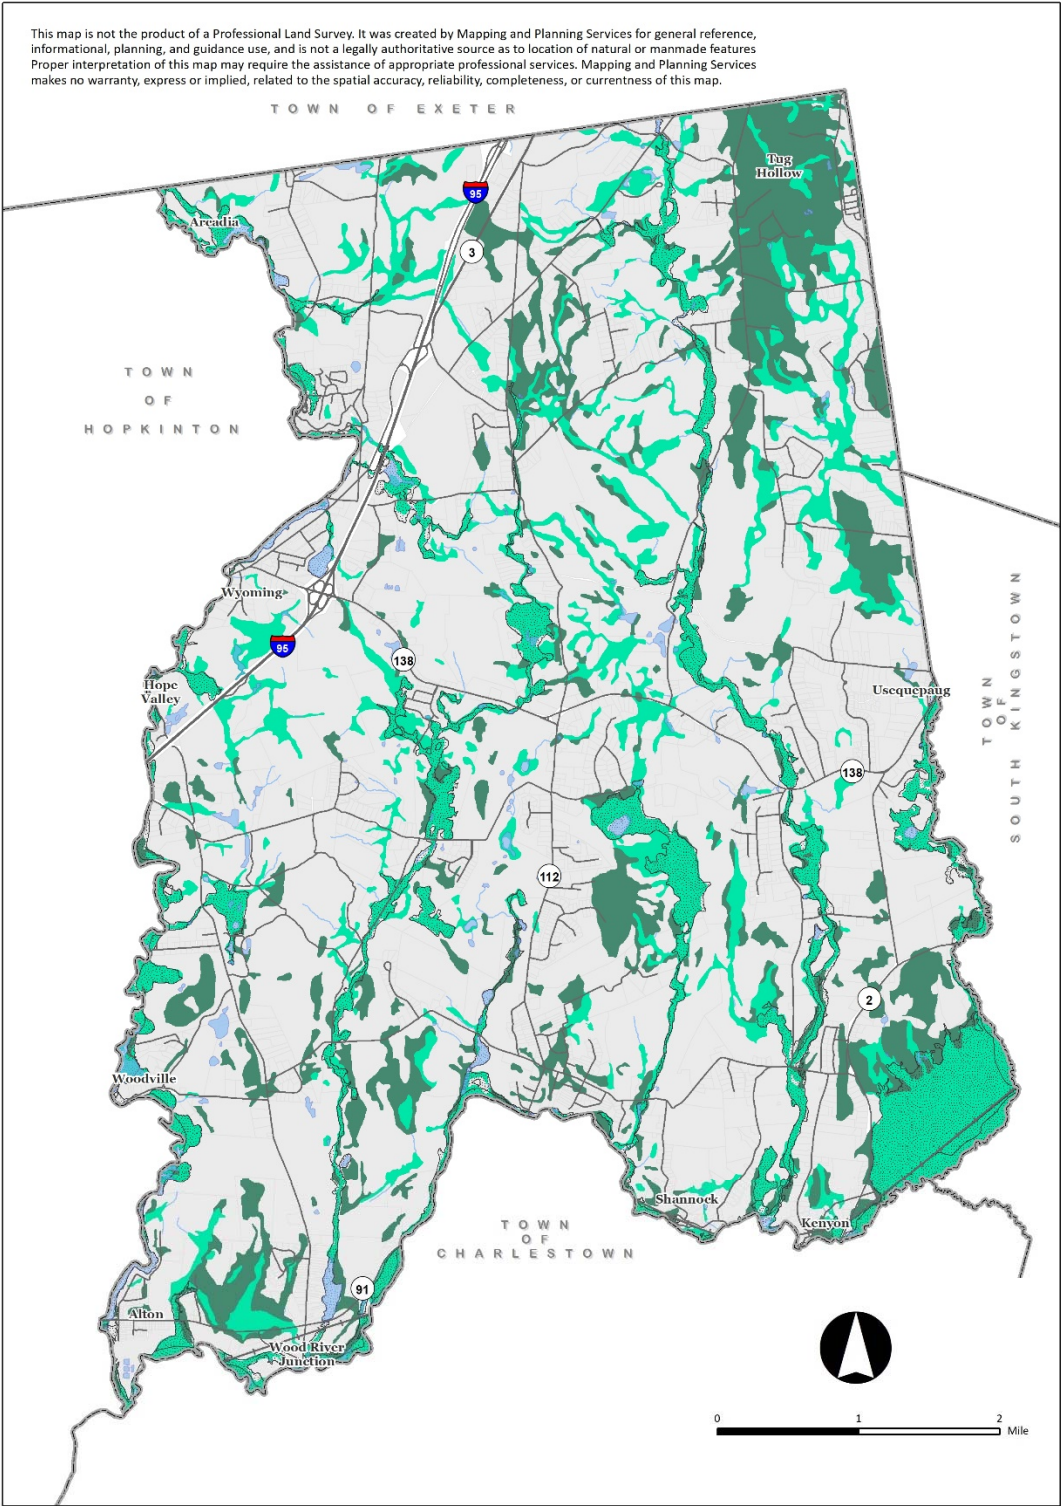 This map is not the product of a Professional Land Survey. It was created by Mapping and Planning Services for general reference,
informational, planning, and guidance use, and is not a legally authoritative source as to location of natural or manmade features
Proper interpretation of this map may require the assistance of appropriate professional services. Mapping and Planning Services
makes no warranty, express or implied, related to the spatial accuracy, reliability, completeness, or currentness of this map.
TOWN OF EXETER
Tug
Hollow
95
Arcadia
3
TOWN
OF
HOPKINTON
Wyoming
95
138
Hope
Valley
Usequepaug
TOWN
OF
SOUTH KINGSTOWN
138
112
2
Woodville
Shannock
Kenyon
TOWN
OF
CHARLESTOWN
91
Alton
Wood River
Junction
0 1 2
Mile